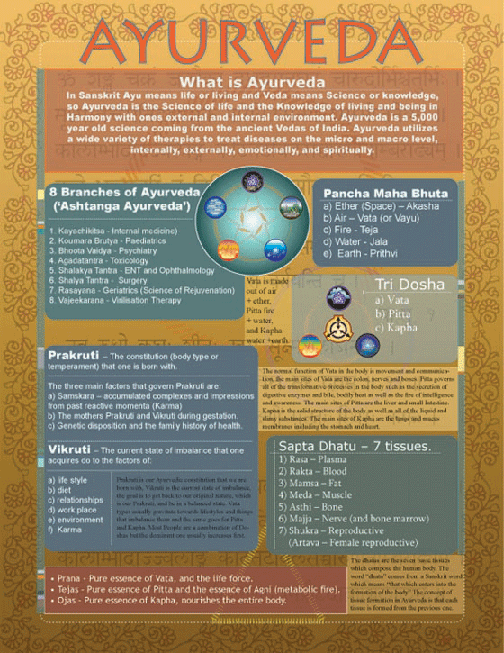 AYURVEDA
What is Ayurveda
In Sanskrit Ayu means life or living and Veda means Science or knowledge,
so Ayurveda is the Science of life and the Knowledge of living and being in
Harmony with ones external and internal environment. Ayurveda is a 5,000
year old science coming from the ancient Vedas of India. Ayurveda utilizes
a wide variety of therapies to treat diseases on the micro and macro level,
internally, externally, emotionally, and spiritually.
8 Branches of Ayurveda
('Ashtanga Ayurveda')
1. Kayachikitsa - Internal medicine)
2. Koumara Brutya - Paediatrics
3. Bhoota Vaidya - Psychiatry
4. Agadatantra - Toxicology
5. Shalakya Tantra - ENT and Ophthalmology
6. Shalya Tantra - Surgery
7. Rasayana - Geriatrics (Science of Rejuvenation)
8. Vajeekarana - Virilisation Therapy
Pancha Maha Bhuta
a) Ether (Space) – Akasha
b) Air – Vata (or Vayu)
c) Fire - Teja
d) Water - Jala
e) Earth - Prithvi
Vata is made
out of air
+ ether,
Pitta fire
+ water,
and Kapha
water +earth.
Tri Dosha
a) Vata
b) Pitta
c) Kapha
Prakruti – The constitution (body type or
temperament) that one is born with.
The three main factors that govern Prakruti are
a) Samskara – accumulated complexes and impressions
from past reactive moments (Karma)
b) The mothers Prakruti and Vikruti during gestation.
c) Genetic disposition and the family history of health.
Vikruti – The current state of imbalance that one
acquires co to the factors of:
a) life style
b) diet
c) relationships
d) work place
e) environment
f) Karma
Prakruti is our Ayurvedic constitution that we are
born with, Vikruti is the current state of imbalance,
the goal is to get back to our original nature, which
is our Prakruti and be in a balanced state. Vata
types usually gravitate towards lifestyles and things
that imbalance them and the same goes for Pitta
and Kapha. Most People are a combination of Do-
shas but the dominant one usually increases first.
The normal function of Vata in the body is movement and communica-
tion, the main sites of Vata are the colon, nerves and bones. Pitta governs
all of the transformative processes in the body such as the secretion of
digestive enzymes and bile, bodily heat as well as the fire of intelligence
and awareness. The main sites of Pitta are the liver and small intestine.
Kapha is the solid structure of the body as well as all of the liquid and
slimy substances. The main sites of Kapha are the lungs and mucus
membranes including the stomach and heart.
Sapta Dhatu – 7 tissues.
1) Rasa – Plasma
2) Rakta – Blood
3) Mamsa – Fat
4) Meda – Muscle
5) Asthi – Bone
6) Majja – Nerve (and bone marrow)
7) Shukra – Reproductive
(Artava – Female reproductive)
The dhatus are the seven basic tissues
which compose the human body. The
word "dhatu" comes from a Sanskrit word
which means "that which enters into the
formation of the body" The concept of
tissue formation in Ayurveda is that each
tissue is formed from the previous one.
• Prana - Pure essence of Vata, and the life force.
• Tejas - Pure essence of Pitta and the essence of Agni (metabolic fire).
• Ojas - Pure essence of Kapha, nourishes the entire body.